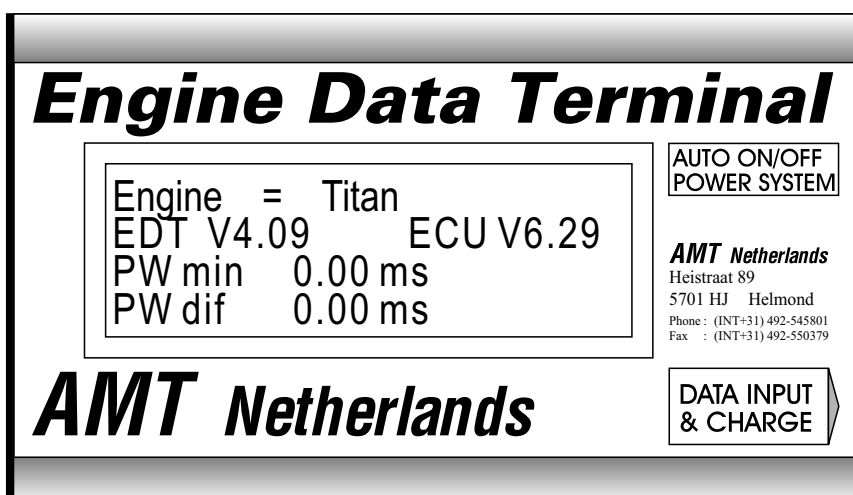 Engine Data Terminal
Engine = Titan
EDT V4.09 ECU V6.29
PW min 0.00 ms
PW dif 0.00 ms
AUTO ON/OFF
POWER SYSTEM
AMT Netherlands
Heistraat 89
5701 HJ Helmond
Phone : (INT+31) 492-545801
Fax : (INT+31) 492-550379
AMT Netherlands
DATA INPUT
& CHARGE